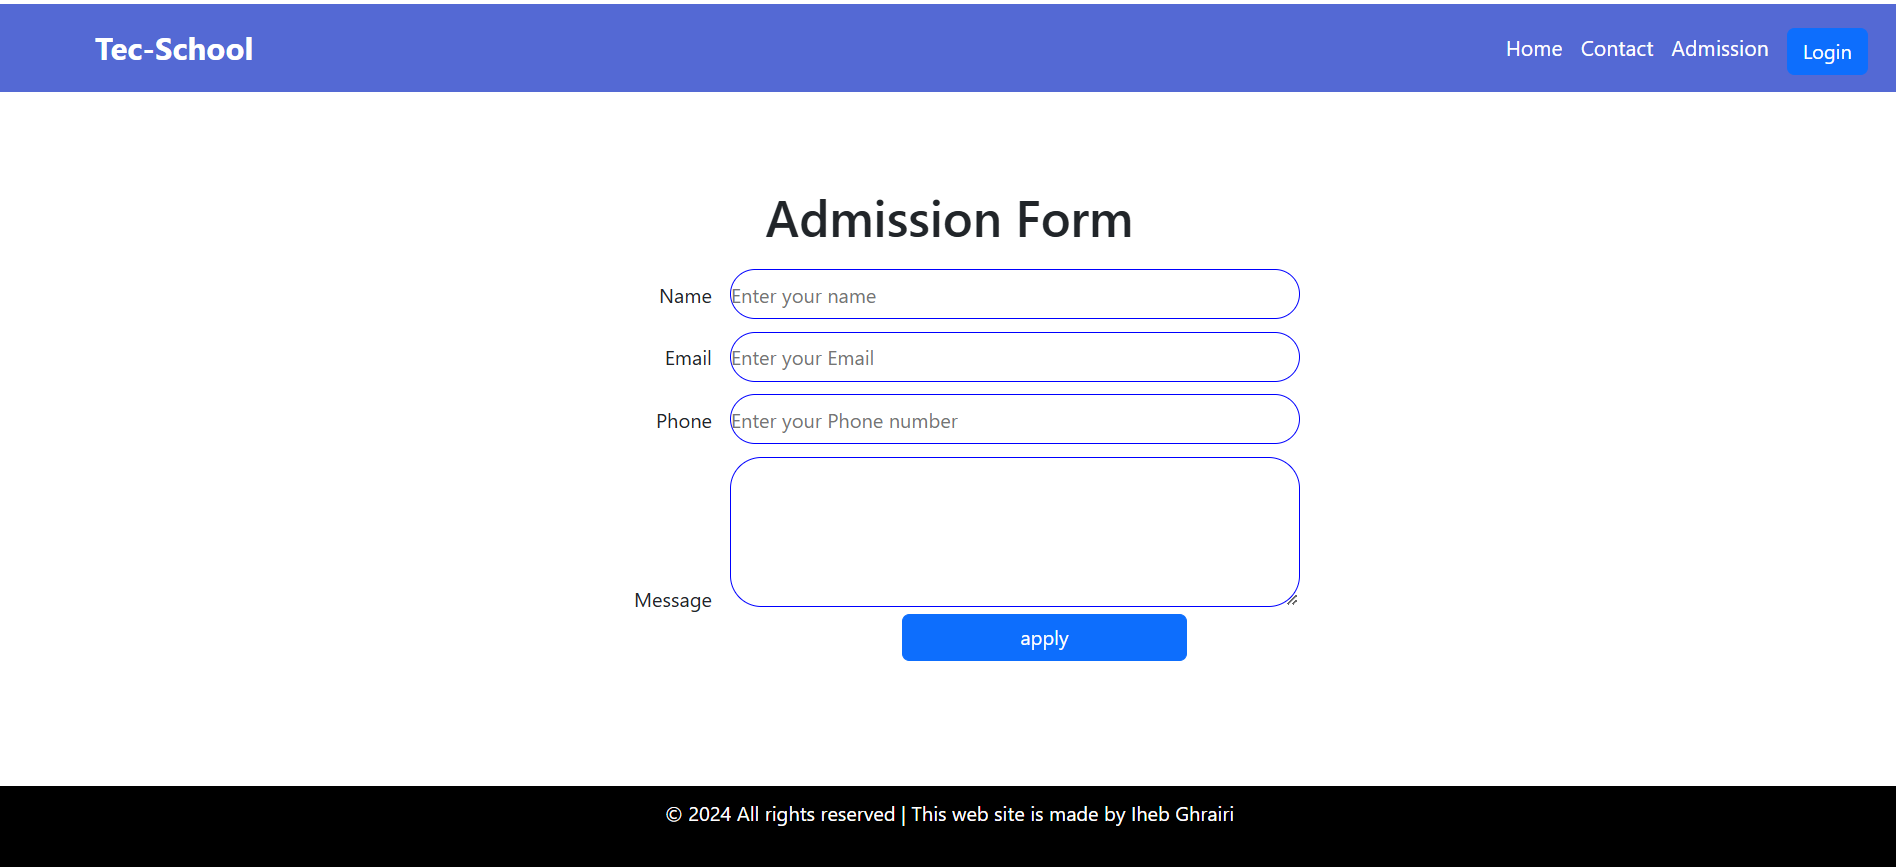 Tec-School
Home Contact Admission Login
Admission Form
Name Enter your name
Email Enter your Email
Phone Enter your Phone number
Message
apply
© 2024 All rights reserved | This web site is made by Iheb Ghrairi